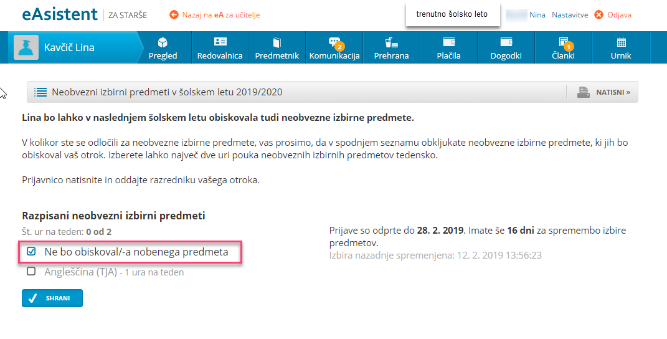 eAsistent ZA STARŠE Nazaj na eA za učitelje trenutno šolsko leto Nina Nastavitve Odjava
Kavčič Lina Pregled Redovalnica Predmetnik Komunikacija 2 Prehrana Plačila Dogodki Članki 1 Urnik
Neobvezni izbirni predmeti v šolskem letu 2019/2020 NATISNI »
Lina bo lahko v naslednjem šolskem letu obiskovala tudi neobvezne izbirne predmete.
V kolikor ste se odločili za neobvezne izbirne predmete, vas prosimo, da v spodnjem seznamu obkljukate neobvezne izbirne predmete, ki jih bo
obiskoval vaš otrok. Izberete lahko največ dve uri pouka neobveznih izbirnih predmetov tedensko.
Prijavnico natisnite in oddajte razredniku vašega otroka.
Razpisani neobvezni izbirni predmeti
Št. ur na teden: 0 od 2
Ne bo obiskoval/-a nobenega predmeta
Angleščina (TJA) - 1 ura na teden
SHRANI
Prijave so odprte do 28. 2. 2019. Imate še 16 dni za spremembo izbire
predmetov.
Izbira nazadnje spremenjena: 12. 2. 2019 13:56:23